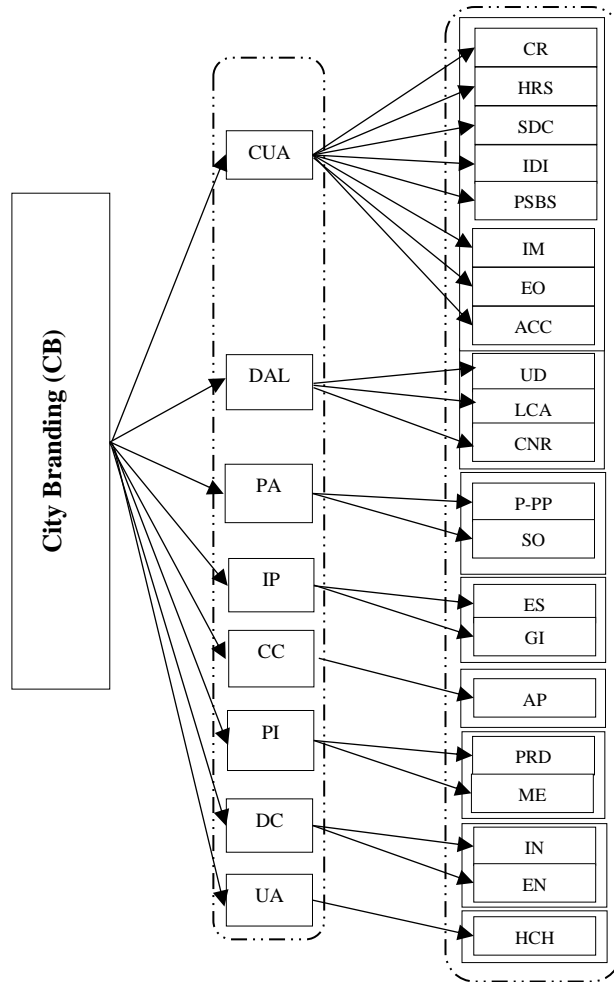 City Branding (CB)
CUA
DAL
PA
IP
CC
PI
DC
UA
CR
HRS
SDC
IDI
PSBS
IM
EO
ACC
UD
LCA
CNR
P-PP
SO
ES
GI
AP
PRD
ME
IN
EN
HCH